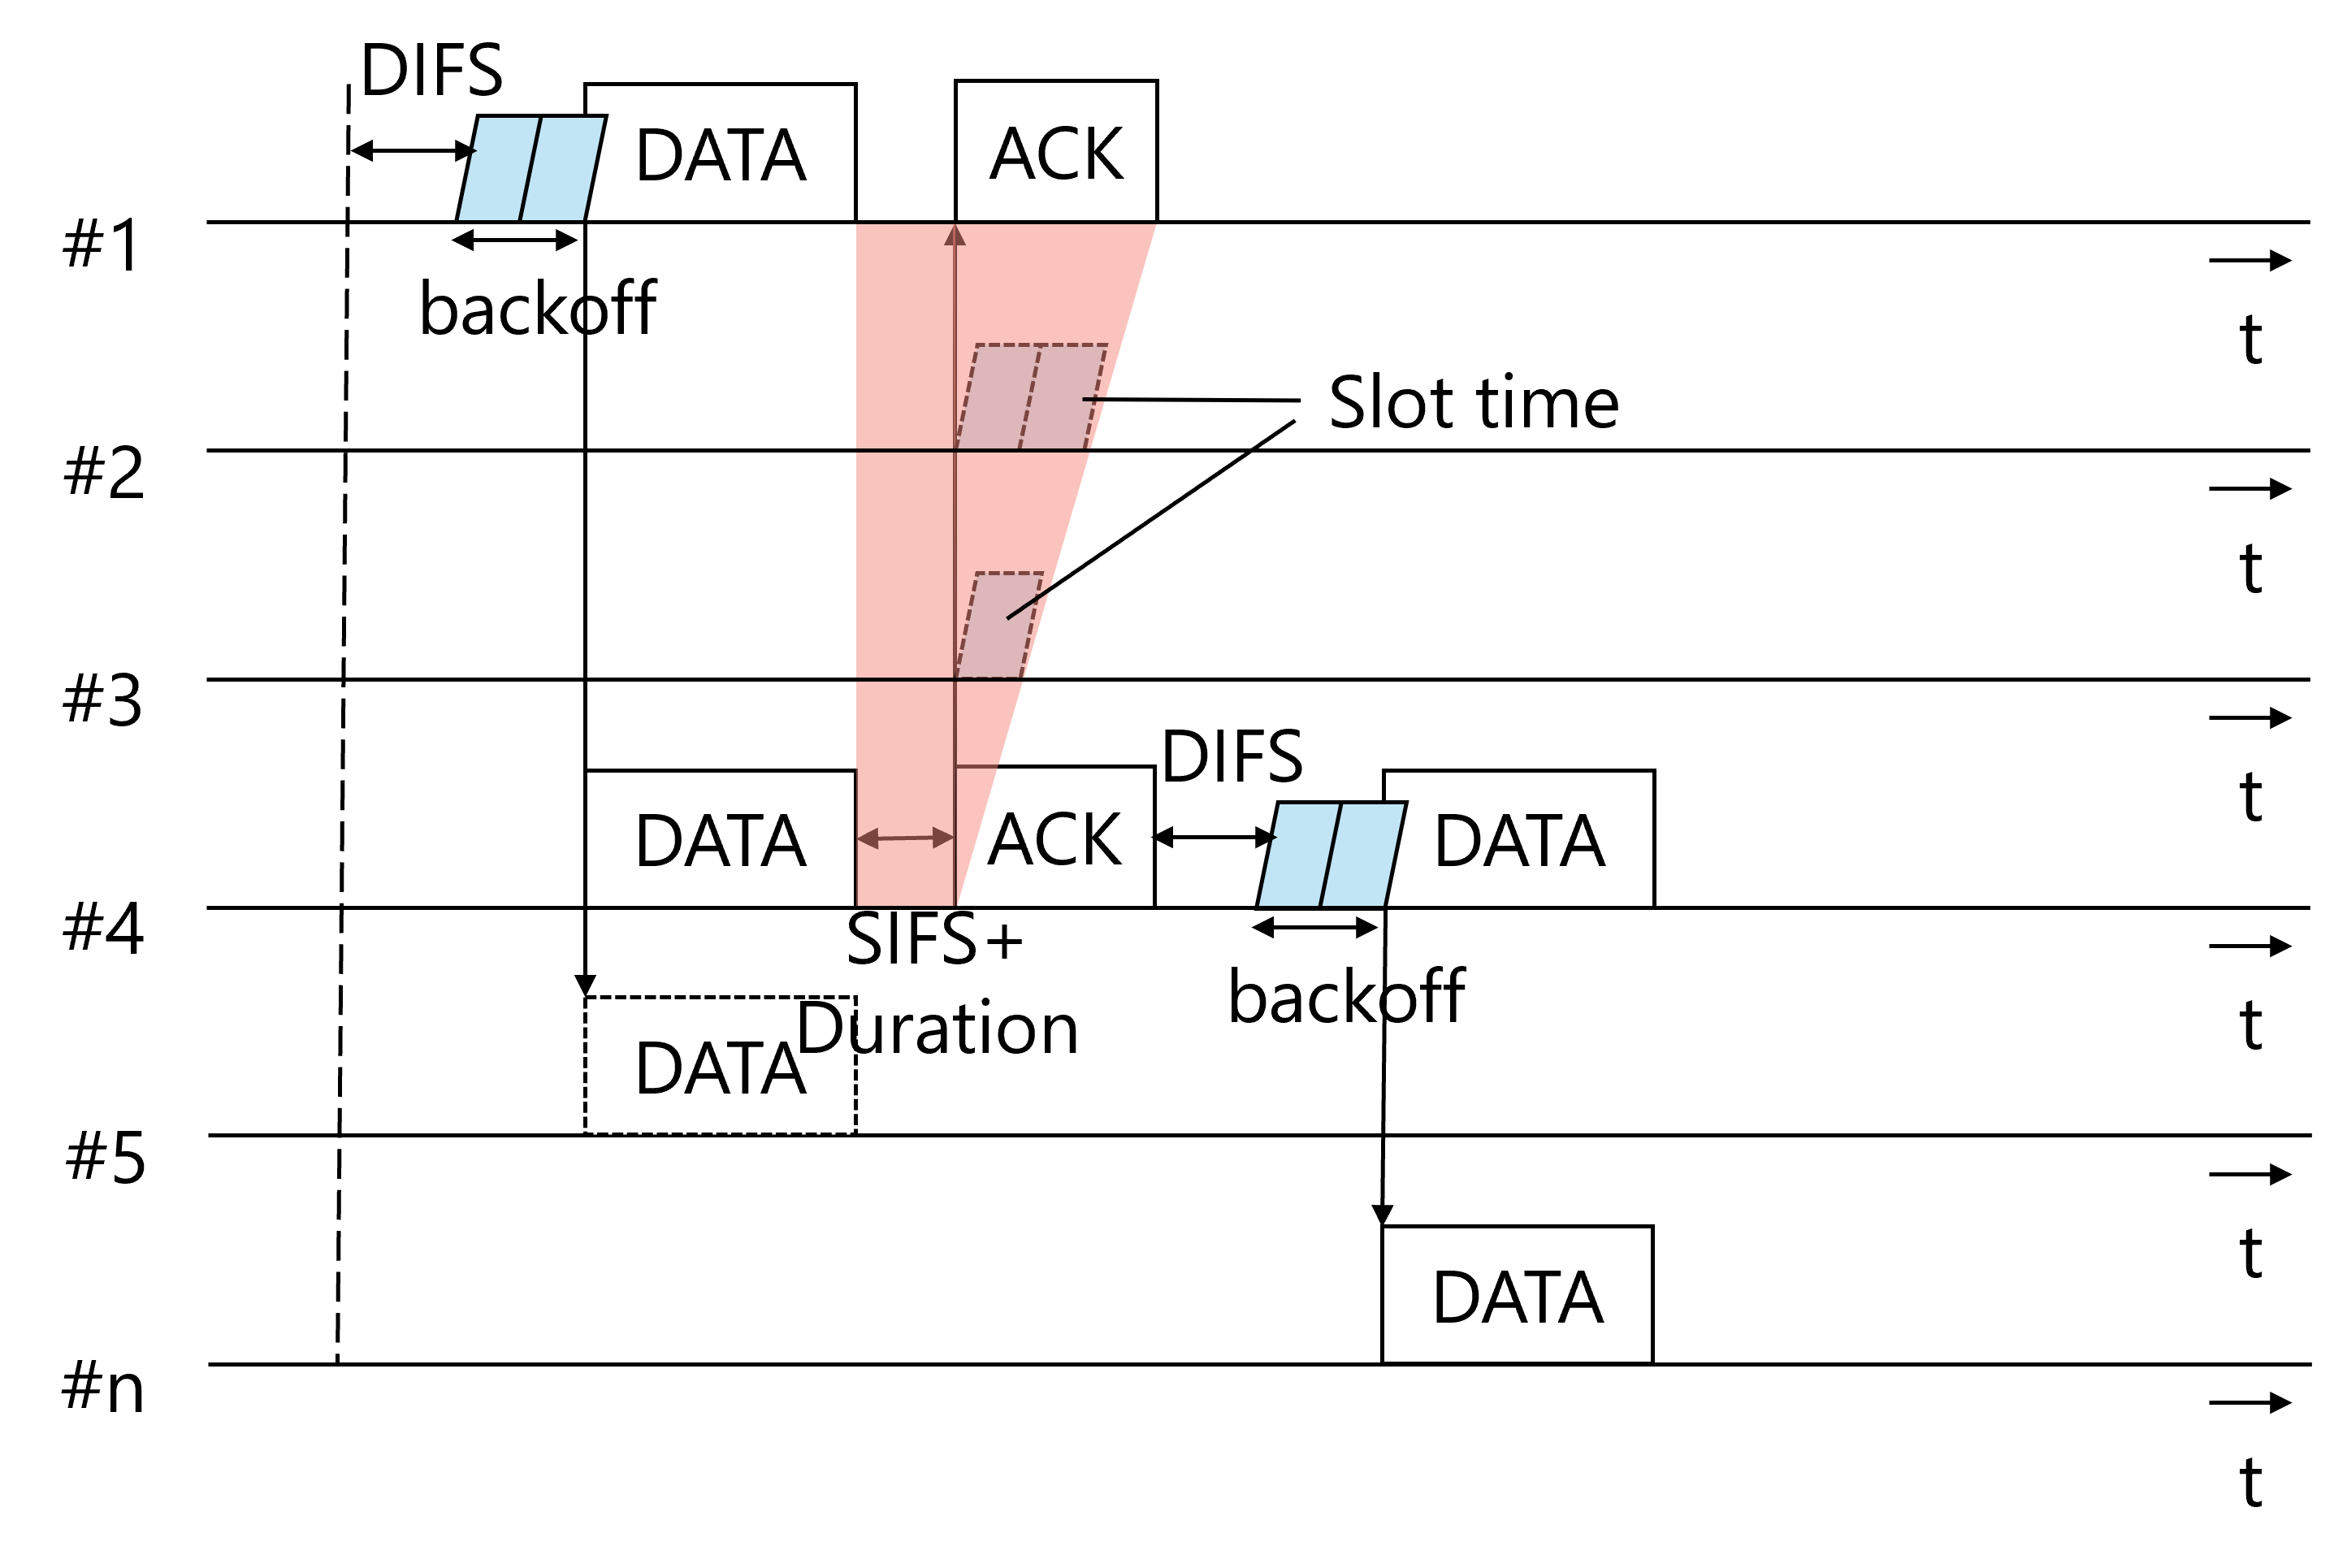 DIFS
DATA
ACK
#1
backoff
t
Slot time
#2
t
#3
DIFS
t
DATA
ACK
DATA
#4
SIFS+
Duration
backoff
t
DATA
#5
t
DATA
#n
t